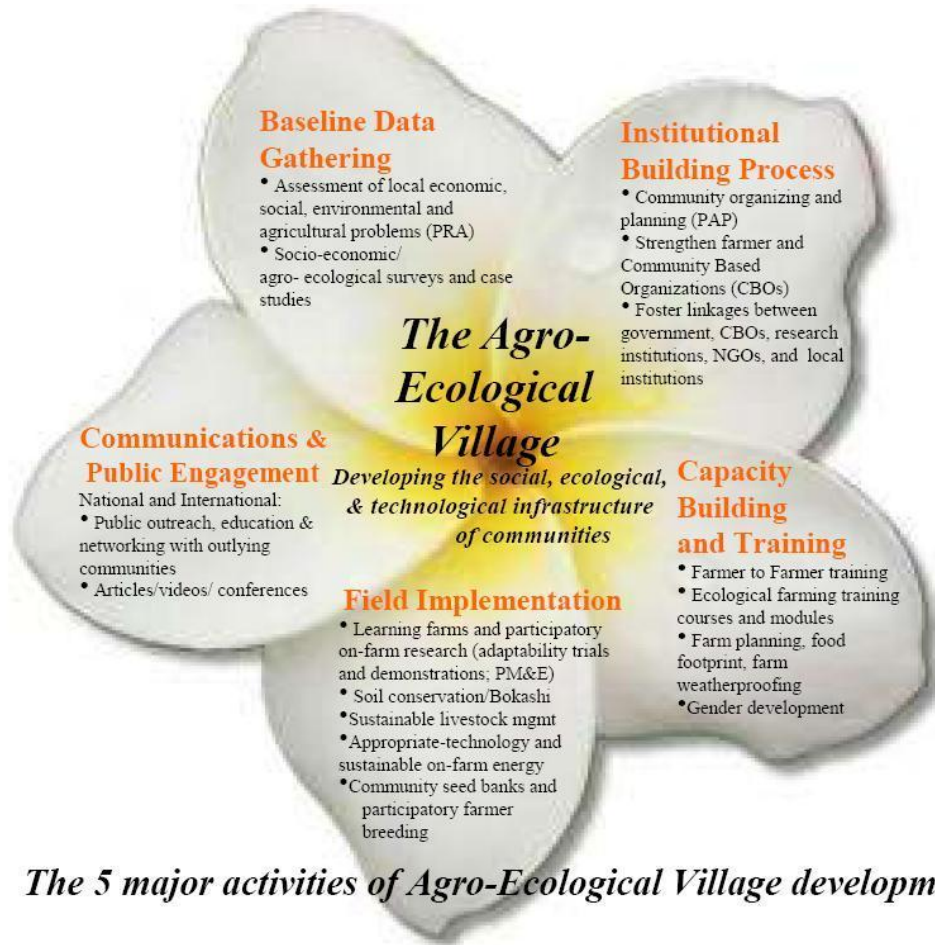 Baseline Data
Gathering
• Assessment of local economic,
social, environmental and
agricultural problems (PRA)
• Socio-economic/
agro- ecological surveys and case
studies
Institutional
Building Process
• Community organizing and
planning (PAP)
• Strengthen farmer and
Community Based
Organizations (CBOs)
• Foster linkages between
government, CBOs, research
institutions, NGOs, and local
institutions
The Agro-
Ecological
Village
Developing the social, ecological,
& technological infrastructure
of communities
Communications &
Public Engagement
National and International:
• Public outreach, education &
networking with outlying
communities
• Articles/videos/ conferences
Capacity
Building
and Training
• Farmer to Farmer training
• Ecological farming training
courses and modules
• Farm planning, food
footprint, farm
weatherproofing
•Gender development
Field Implementation
• Learning farms and participatory
on-farm research (adaptability trials
and demonstrations; PM&E)
• Soil conservation/Bokashi
•Sustainable livestock mgmt
•Appropriate-technology and
sustainable on-farm energy
•Community seed banks and
participatory farmer
breeding
The 5 major activities of Agro-Ecological Village developm